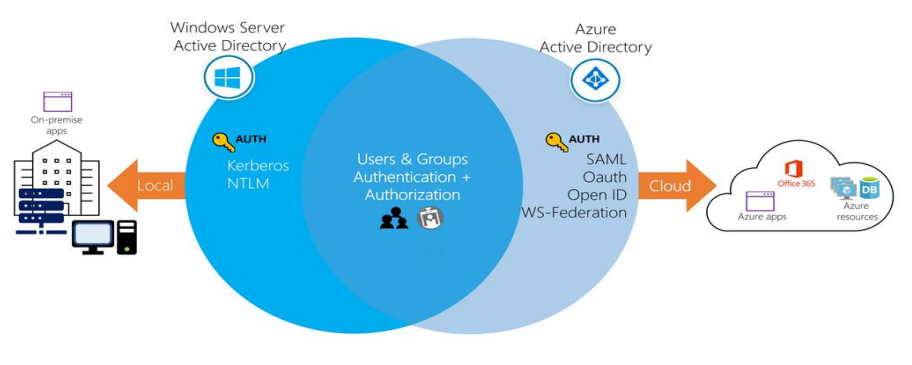 Windows Server
Active Directory
Azure
Active Directory
On-premise
apps
AUTH
Kerberos
NTLM
Local
Users & Groups
Authentication +
Authorization
AUTH
SAML
Oauth
Open ID
WS-Federation
Cloud
Office 365
Azure apps
DB
Azure
resources